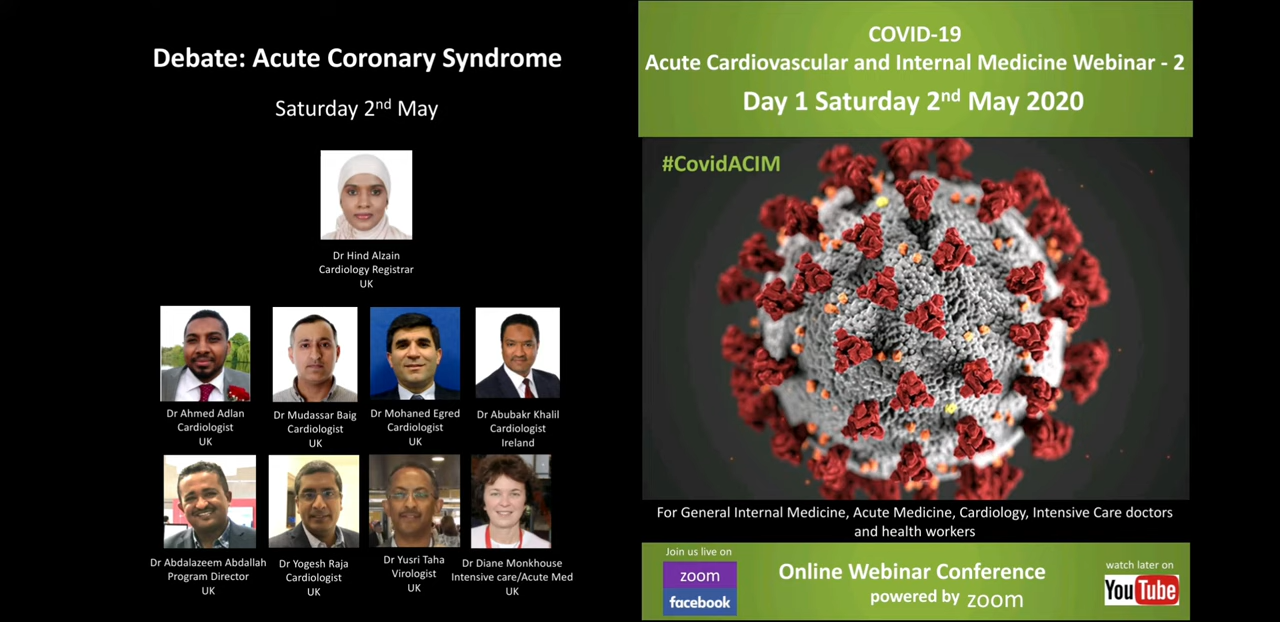 Debate: Acute Coronary Syndrome
Saturday 2nd May
Dr Hind Alzain
Cardiology Registrar
UK
Dr Ahmed Adlan
Cardiologist
UK
Dr Mudassar Baig
Cardiologist
UK
Dr Mohaned Egred
Cardiologist
UK
Dr Abubakr Khalil
Cardiologist
Ireland
Dr Abdalazeem Abdallah
Program Director
UK
Dr Yogesh Raja
Cardiologist
UK
Dr Yusri Taha
Virologist
UK
Dr Diane Monkhouse
Intensive care/Acute Med
UK
COVID-19
Acute Cardiovascular and Internal Medicine Webinar - 2
Day 1 Saturday 2nd May 2020
#CovidACIM
For General Internal Medicine, Acute Medicine, Cardiology, Intensive Care doctors
and health workers
Join us live on
zoom
facebook
Online Webinar Conference
powered by zoom
watch later on
YouTube